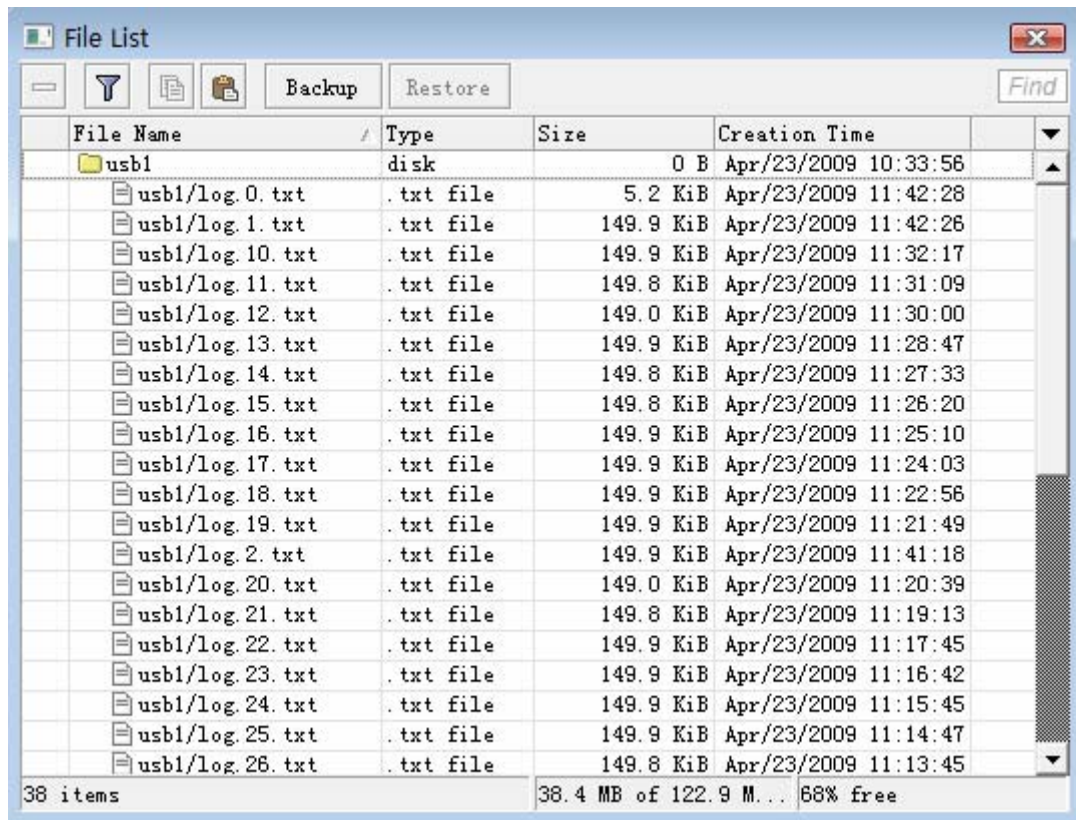 File List
Backup Restore Find
File Name Type Size Creation Time
usb1 disk 0 B Apr/23/2009 10:33:56
usb1/log.0.txt .txt file 5.2 KiB Apr/23/2009 11:42:28
usb1/log.1.txt .txt file 149.9 KiB Apr/23/2009 11:42:26
usb1/log.10.txt .txt file 149.9 KiB Apr/23/2009 11:32:17
usb1/log.11.txt .txt file 149.8 KiB Apr/23/2009 11:31:09
usb1/log.12.txt .txt file 149.0 KiB Apr/23/2009 11:30:00
usb1/log.13.txt .txt file 149.9 KiB Apr/23/2009 11:28:47
usb1/log.14.txt .txt file 149.8 KiB Apr/23/2009 11:27:33
usb1/log.15.txt .txt file 149.8 KiB Apr/23/2009 11:26:20
usb1/log.16.txt .txt file 149.9 KiB Apr/23/2009 11:25:10
usb1/log.17.txt .txt file 149.9 KiB Apr/23/2009 11:24:03
usb1/log.18.txt .txt file 149.9 KiB Apr/23/2009 11:22:56
usb1/log.19.txt .txt file 149.9 KiB Apr/23/2009 11:21:49
usb1/log.2.txt .txt file 149.9 KiB Apr/23/2009 11:41:18
usb1/log.20.txt .txt file 149.0 KiB Apr/23/2009 11:20:39
usb1/log.21.txt .txt file 149.8 KiB Apr/23/2009 11:19:13
usb1/log.22.txt .txt file 149.9 KiB Apr/23/2009 11:17:45
usb1/log.23.txt .txt file 149.9 KiB Apr/23/2009 11:16:42
usb1/log.24.txt .txt file 149.9 KiB Apr/23/2009 11:15:45
usb1/log.25.txt .txt file 149.9 KiB Apr/23/2009 11:14:47
usb1/log.26.txt .txt file 149.8 KiB Apr/23/2009 11:13:45
38 items 38.4 MB of 122.9 M... 68% free